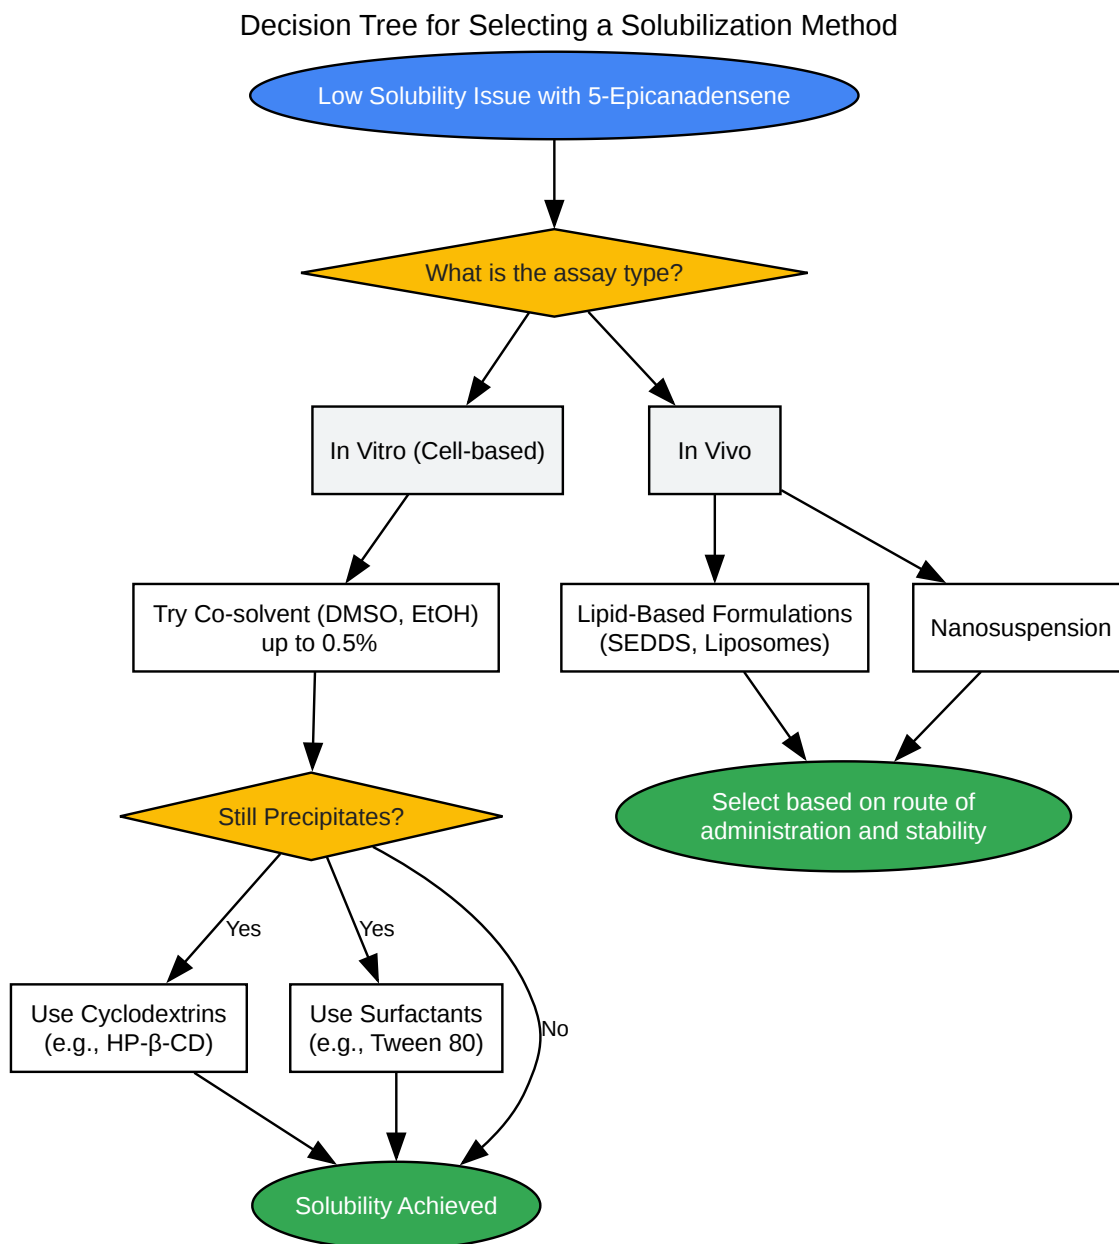 Decision Tree for Selecting a Solubilization Method
Low Solubility Issue with 5-Epicanadensene
What is the assay type?
In Vitro (Cell-based)
In Vivo
Try Co-solvent (DMSO, EtOH)
up to 0.5%
Lipid-Based Formulations
(SEDDS, Liposomes)
Nanosuspension
Still Precipitates?
Select based on route of
administration and stability
Yes
Yes
No
Use Cyclodextrins
(e.g., HP-β-CD)
Use Surfactants
(e.g., Tween 80)
Solubility Achieved